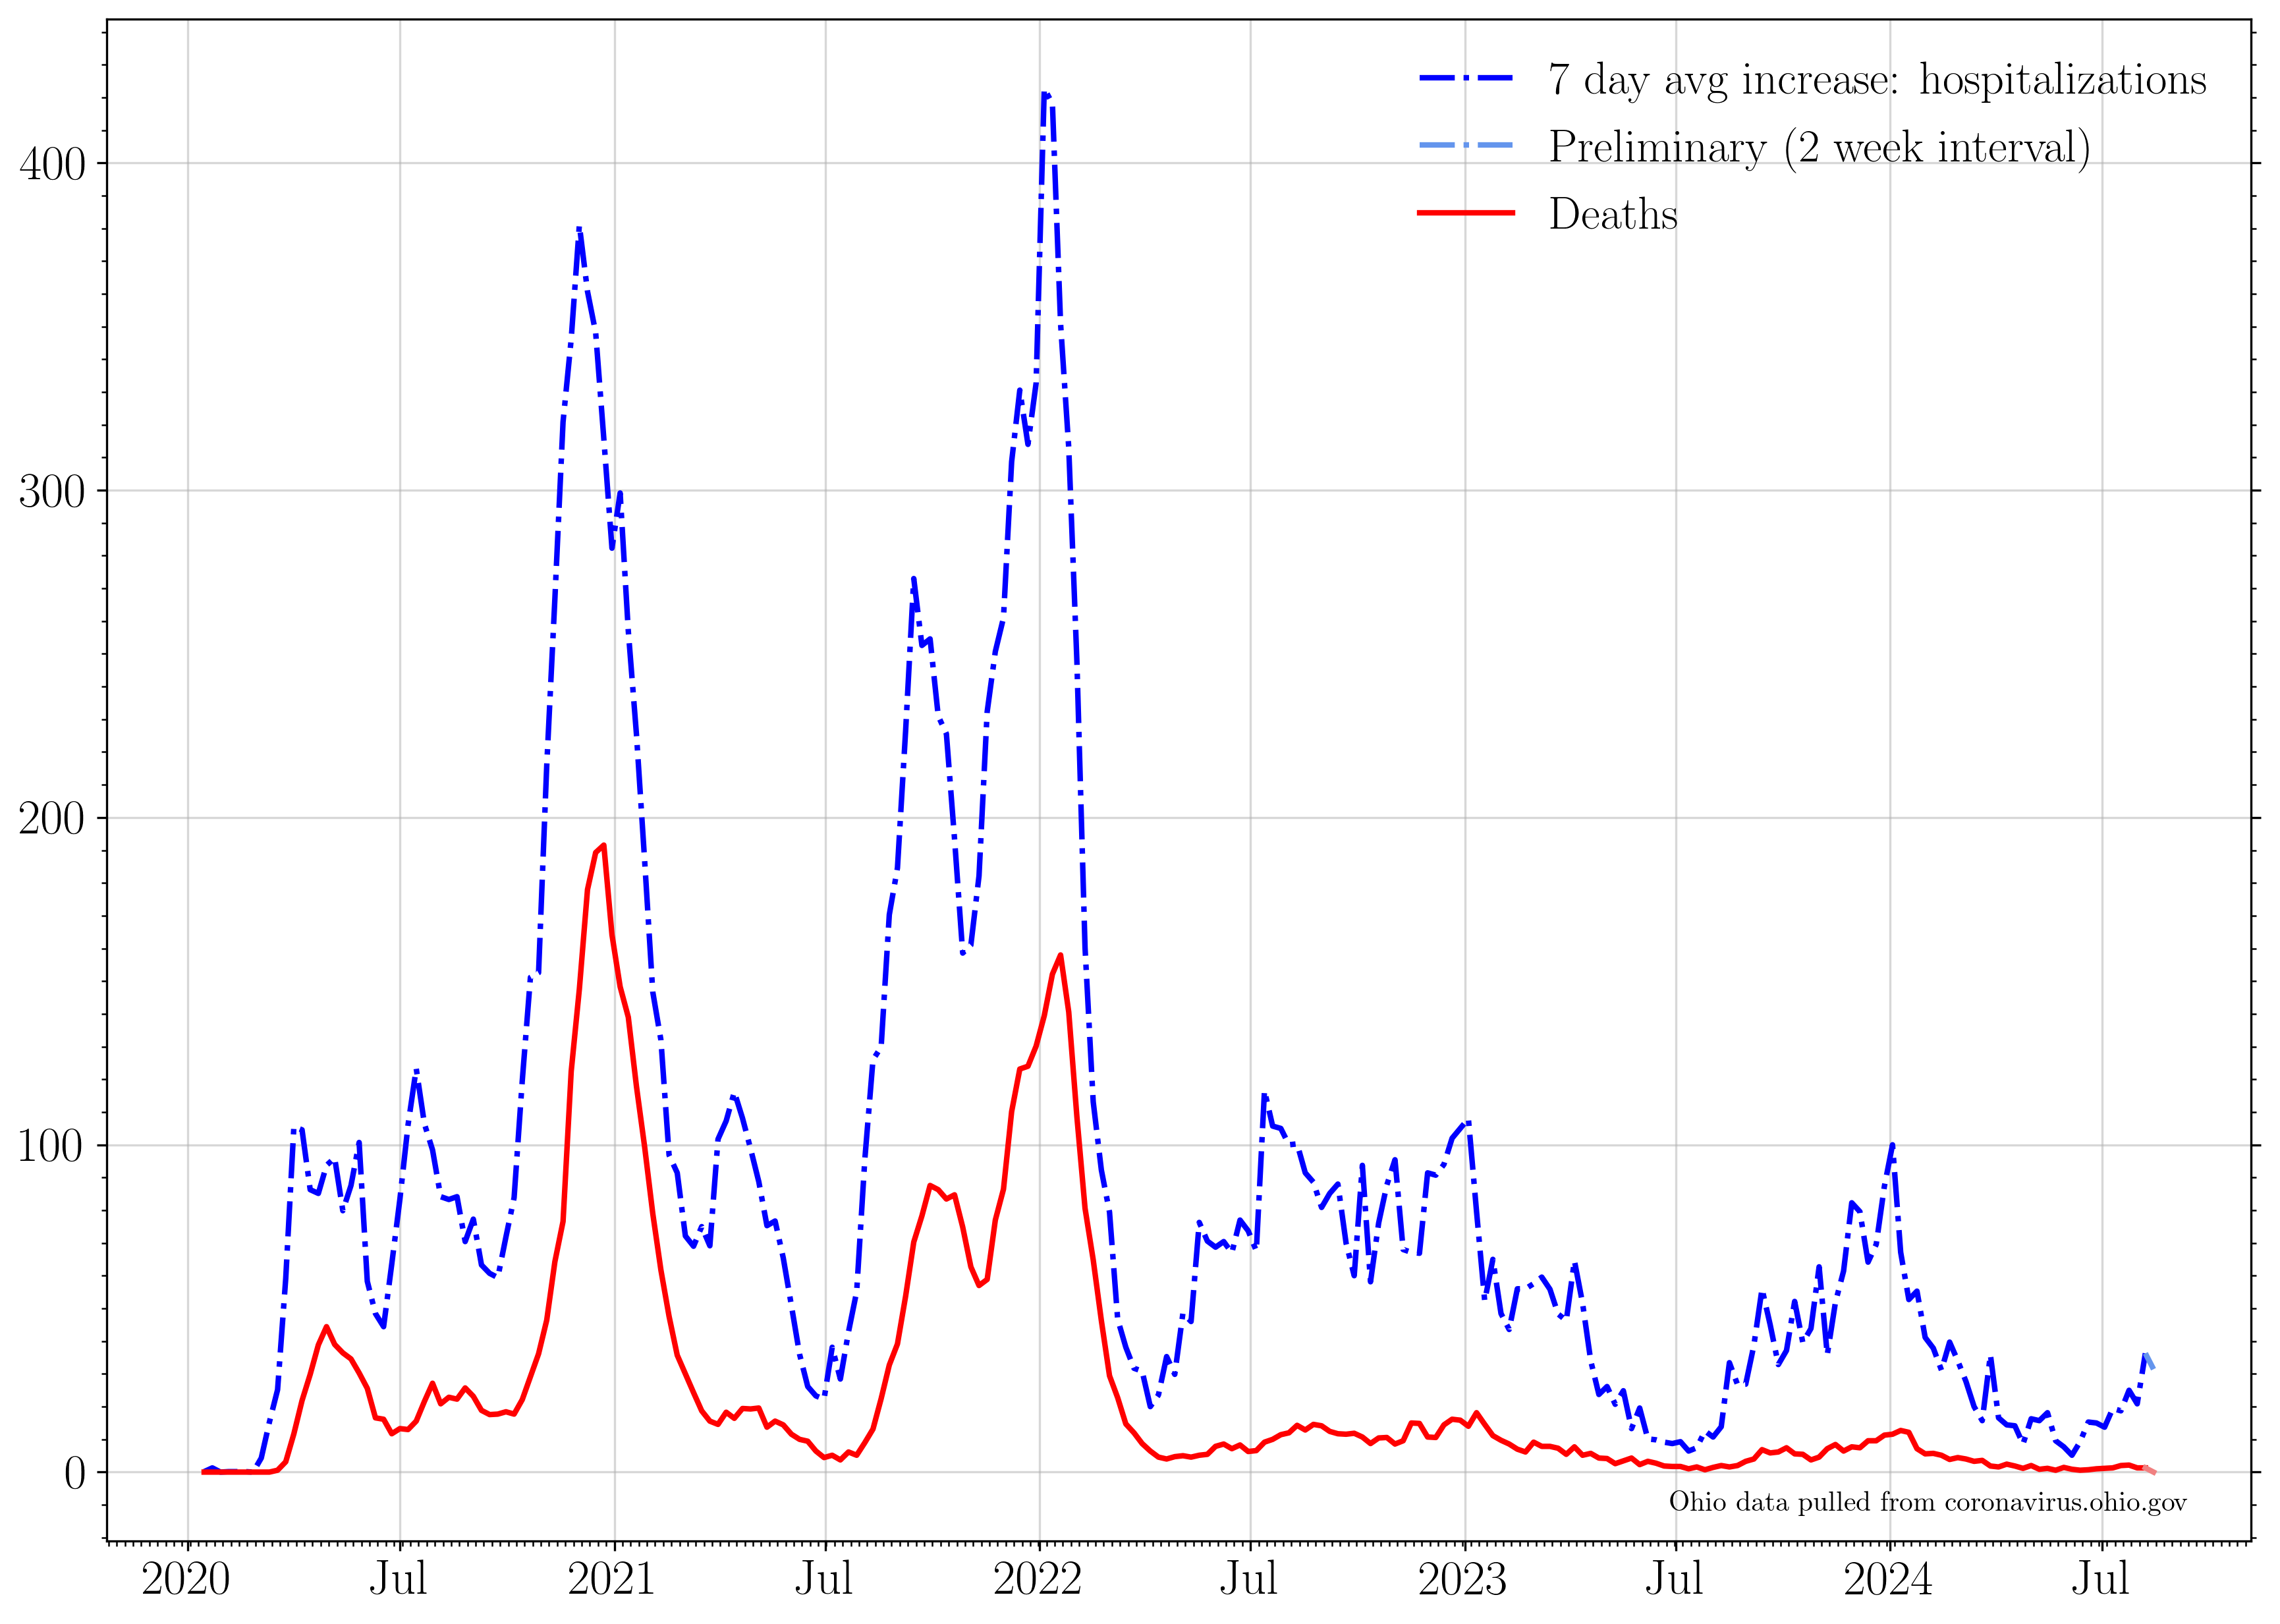 7 day avg increase: hospitalizations
Preliminary (2 week interval)
Deaths
400
300
200
100
0
Ohio data pulled from coronavirus.ohio.gov
2020 Jul 2021 Jul 2022 Jul 2023 Jul 2024 Jul